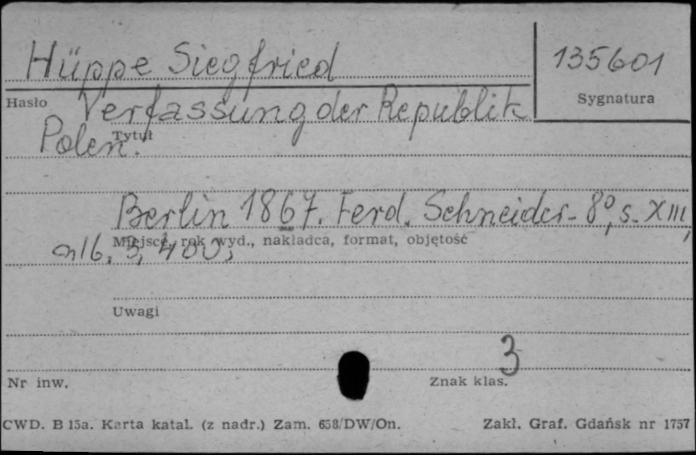 Hüppe Siegfried
135601
Hasło
Sygnatura
Verfassung der Republik
Tytuł
Polen.
Berlin 1867. Ferd. Schneider. 8°, s. XIII,
Miejsce, rok wyd., nakładca, format, objętość
nlb. 3, 400,
Uwagi
3
Nr inw.
Znak klas.
CWD. B 15a. Karta katal. (z nadr.) Zam. 658/DW/On.
Zakł. Graf. Gdańsk nr 1757